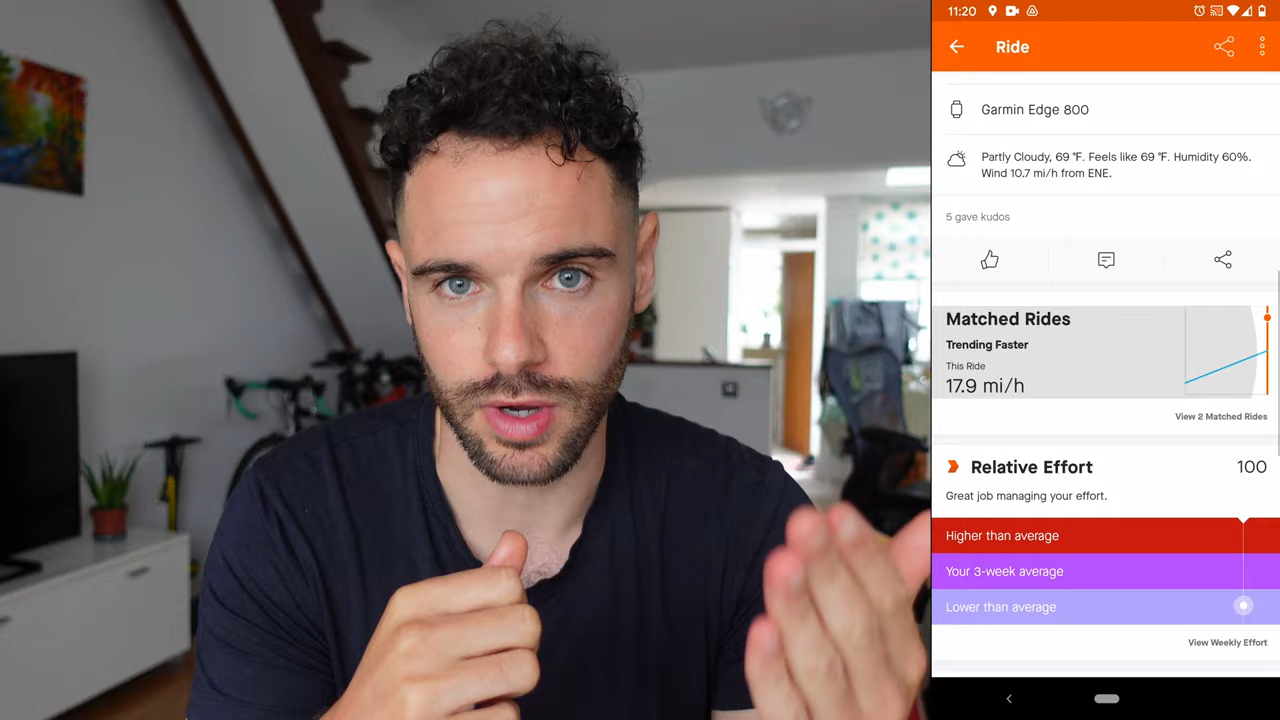 11:20
Ride
Garmin Edge 800
Partly Cloudy, 69 °F. Feels like 69 °F. Humidity 60%.
Wind 10.7 mi/h from ENE.
5 gave kudos
Matched Rides
Trending Faster
This Ride
17.9 mi/h
View 2 Matched Rides
Relative Effort 100
Great job managing your effort.
Higher than average
Your 3-week average
Lower than average
View Weekly Effort